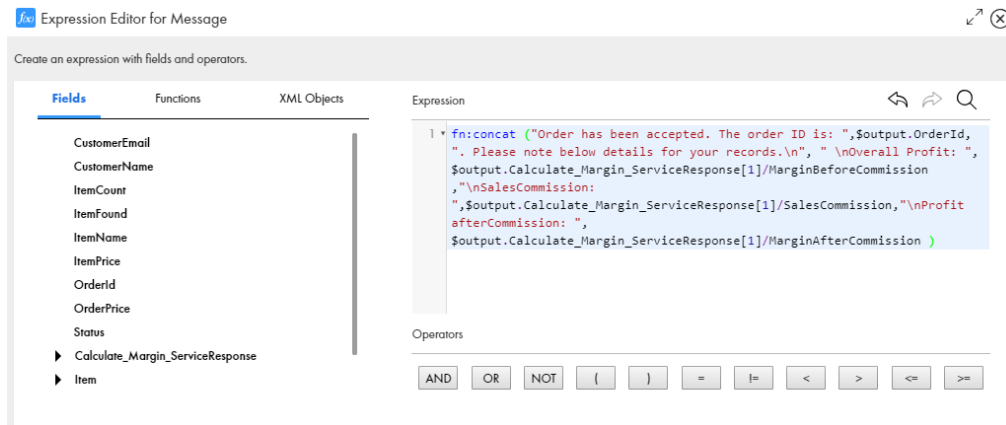 f(x) Expression Editor for Message
Create an expression with fields and operators.
Fields Functions XML Objects
CustomerEmail
CustomerName
ItemCount
ItemFound
ItemName
ItemPrice
OrderId
OrderPrice
Status
Calculate_Margin_ServiceResponse
Item
Expression
1 fn:concat ("Order has been accepted. The order ID is: ",$output.OrderId,
". Please note below details for your records.\n", " \nOverall Profit: ",
$output.Calculate_Margin_ServiceResponse[1]/MarginBeforeCommission
,"\nSalesCommission:
",$output.Calculate_Margin_ServiceResponse[1]/SalesCommission,"\nProfit
afterCommission: ",
$output.Calculate_Margin_ServiceResponse[1]/MarginAfterCommission )
Operators
AND OR NOT ( ) = != < > <= >=